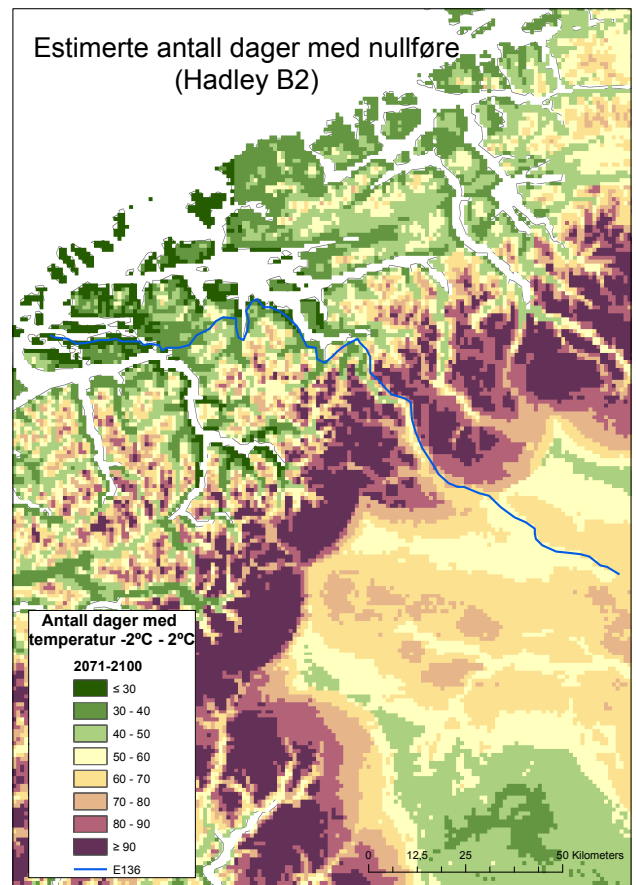 Estimerte antall dager med nullføre
(Hadley B2)
Antall dager med
temperatur -2ºC - 2ºC
2071-2100
≤ 30
30 - 40
40 - 50
50 - 60
60 - 70
70 - 80
80 - 90
≥ 90
E136
0 12,5 25 50 Kilometers